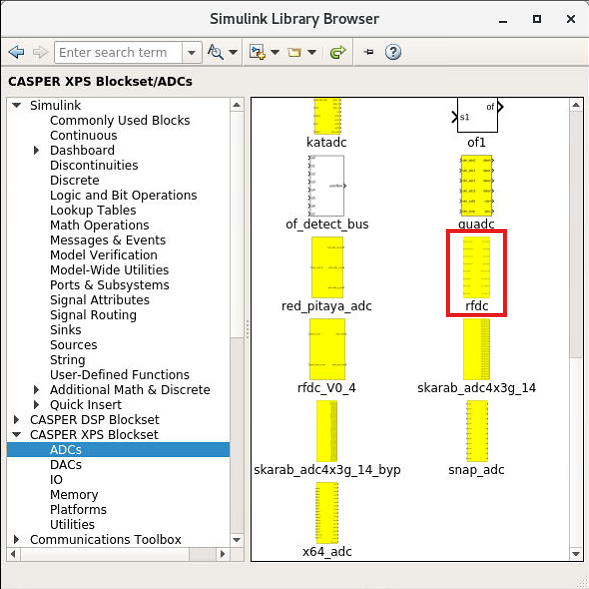 Simulink Library Browser
Enter search term
CASPER XPS Blockset/ADCs
Simulink
Commonly Used Blocks
Continuous
Dashboard
Discontinuities
Discrete
Logic and Bit Operations
Lookup Tables
Math Operations
Messages & Events
Model Verification
Model-Wide Utilities
Ports & Subsystems
Signal Attributes
Signal Routing
Sinks
Sources
String
User-Defined Functions
Additional Math & Discrete
Quick Insert
CASPER DSP Blockset
CASPER XPS Blockset
ADCs
DACs
IO
Memory
Platforms
Utilities
Communications Toolbox
katadc
s1
of
of1
of_detect_bus
quadc
red_pitaya_adc
rfdc
rfdc_V0_4
skarab_adc4x3g_14
skarab_adc4x3g_14_byp
snap_adc
x64_adc